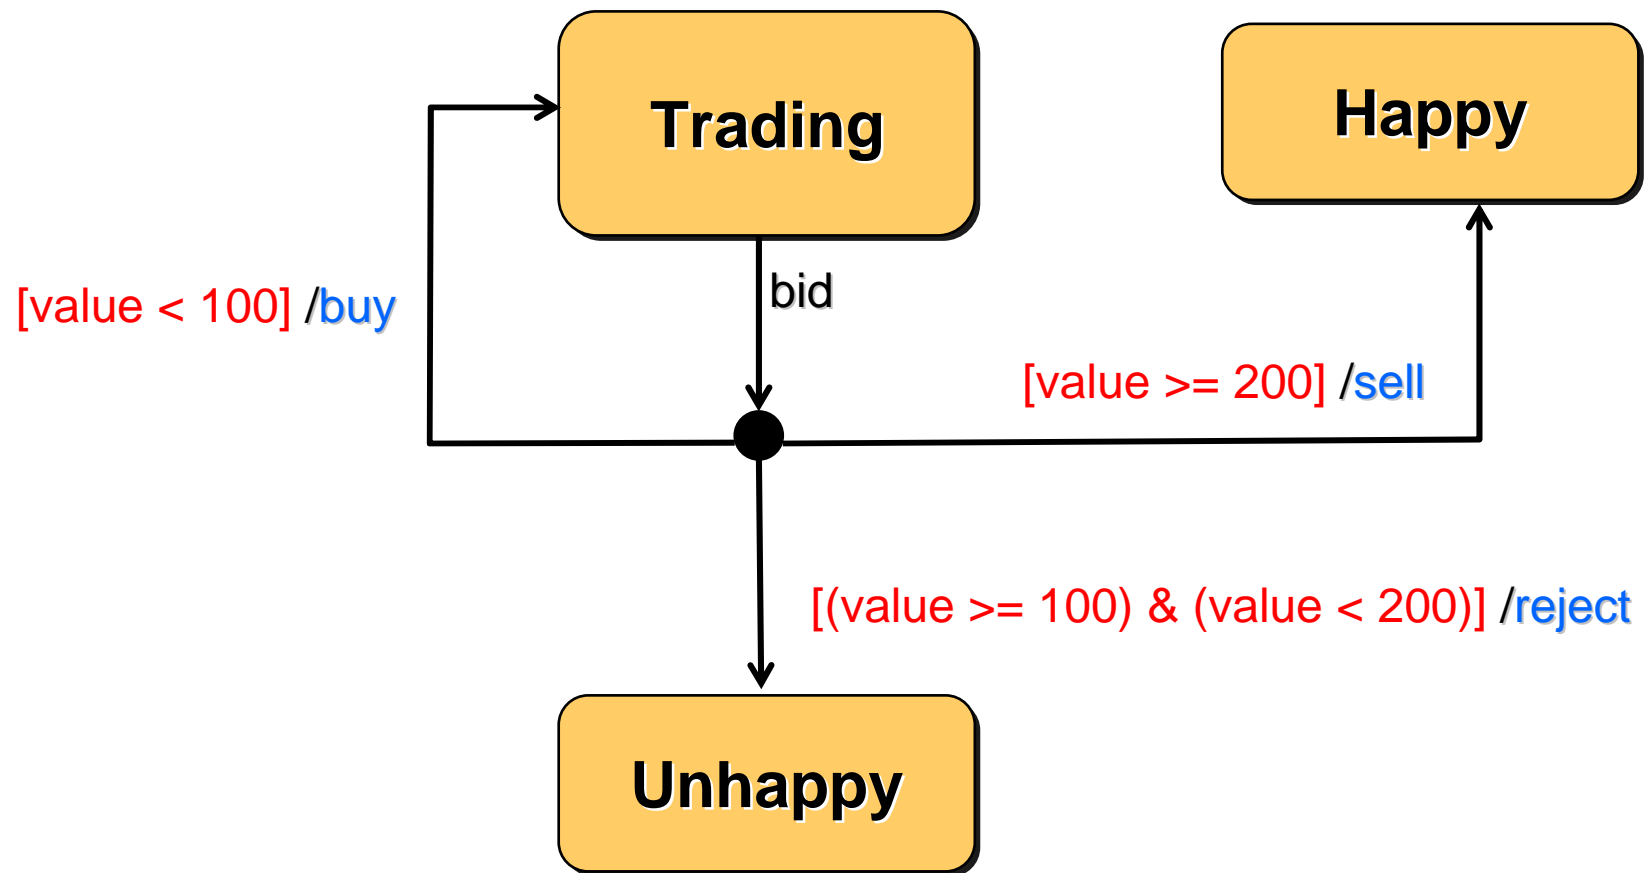 Trading
Happy
bid
[value < 100] /buy
[value >= 200] /sell
[(value >= 100) & (value < 200)] /reject
Unhappy